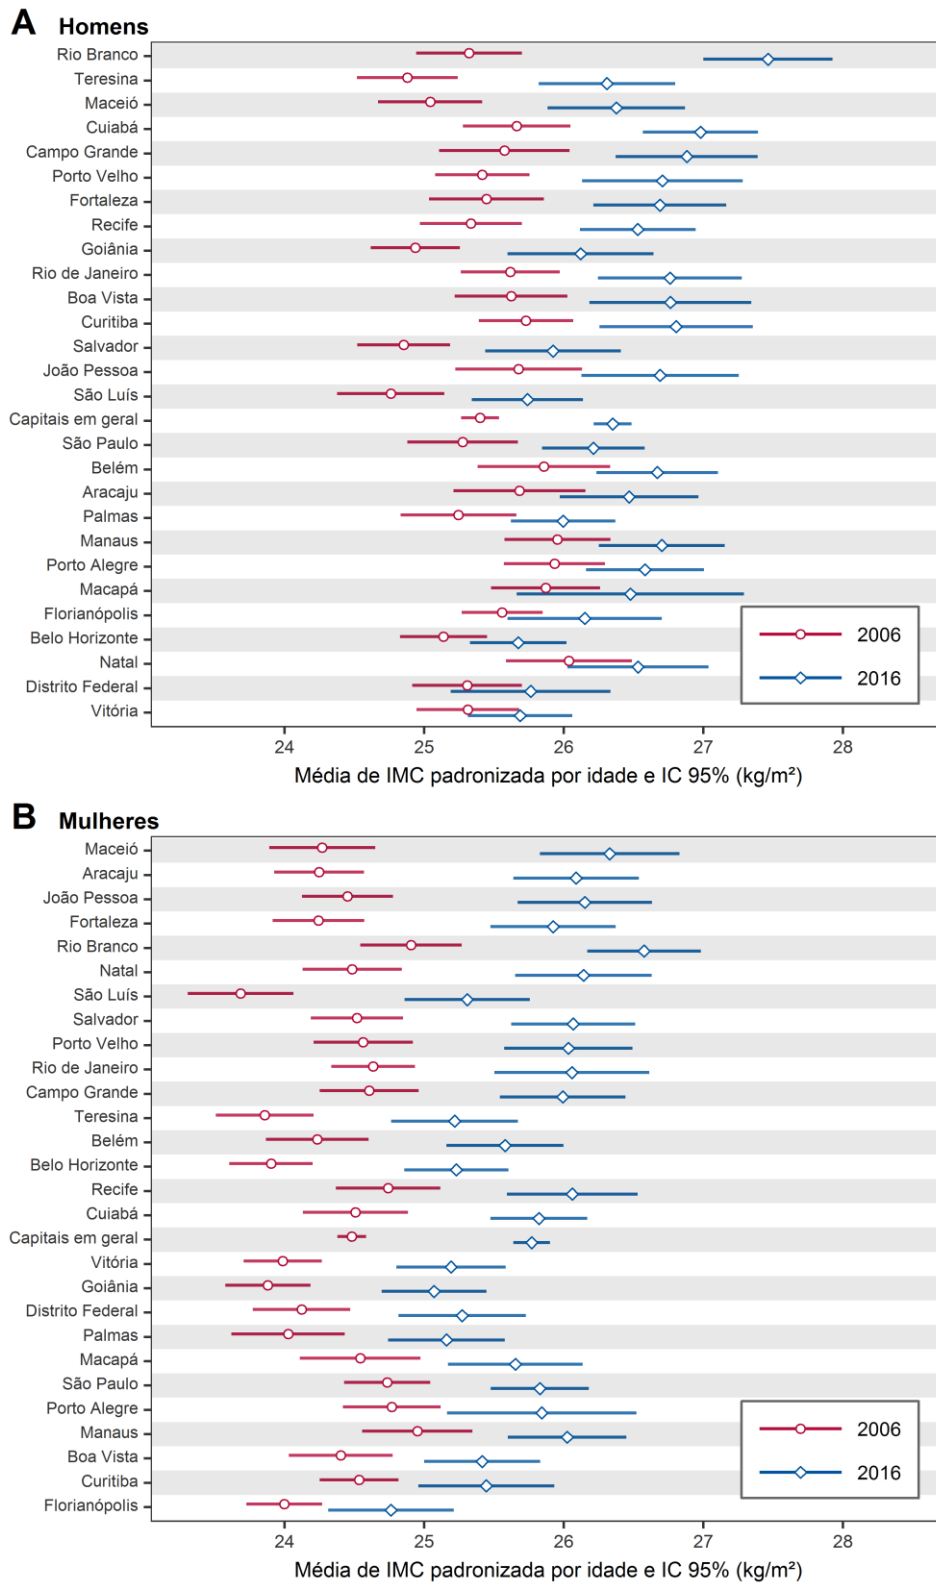 A Homens
Rio Branco
Teresina
Maceió
Cuiabá
Campo Grande
Porto Velho
Fortaleza
Recife
Goiânia
Rio de Janeiro
Boa Vista
Curitiba
Salvador
João Pessoa
São Luís
Capitais em geral
São Paulo
Belém
Aracaju
Palmas
Manaus
Porto Alegre
Macapá
Florianópolis
Belo Horizonte
Natal
Distrito Federal
Vitória
2006
2016
24 25 26 27 28
Média de IMC padronizada por idade e IC 95% (kg/m²)
B Mulheres
Maceió
Aracaju
João Pessoa
Fortaleza
Rio Branco
Natal
São Luís
Salvador
Porto Velho
Rio de Janeiro
Campo Grande
Teresina
Belém
Belo Horizonte
Recife
Cuiabá
Capitais em geral
Vitória
Goiânia
Distrito Federal
Palmas
Macapá
São Paulo
Porto Alegre
Manaus
Boa Vista
Curitiba
Florianópolis
2006
2016
24 25 26 27 28
Média de IMC padronizada por idade e IC 95% (kg/m²)